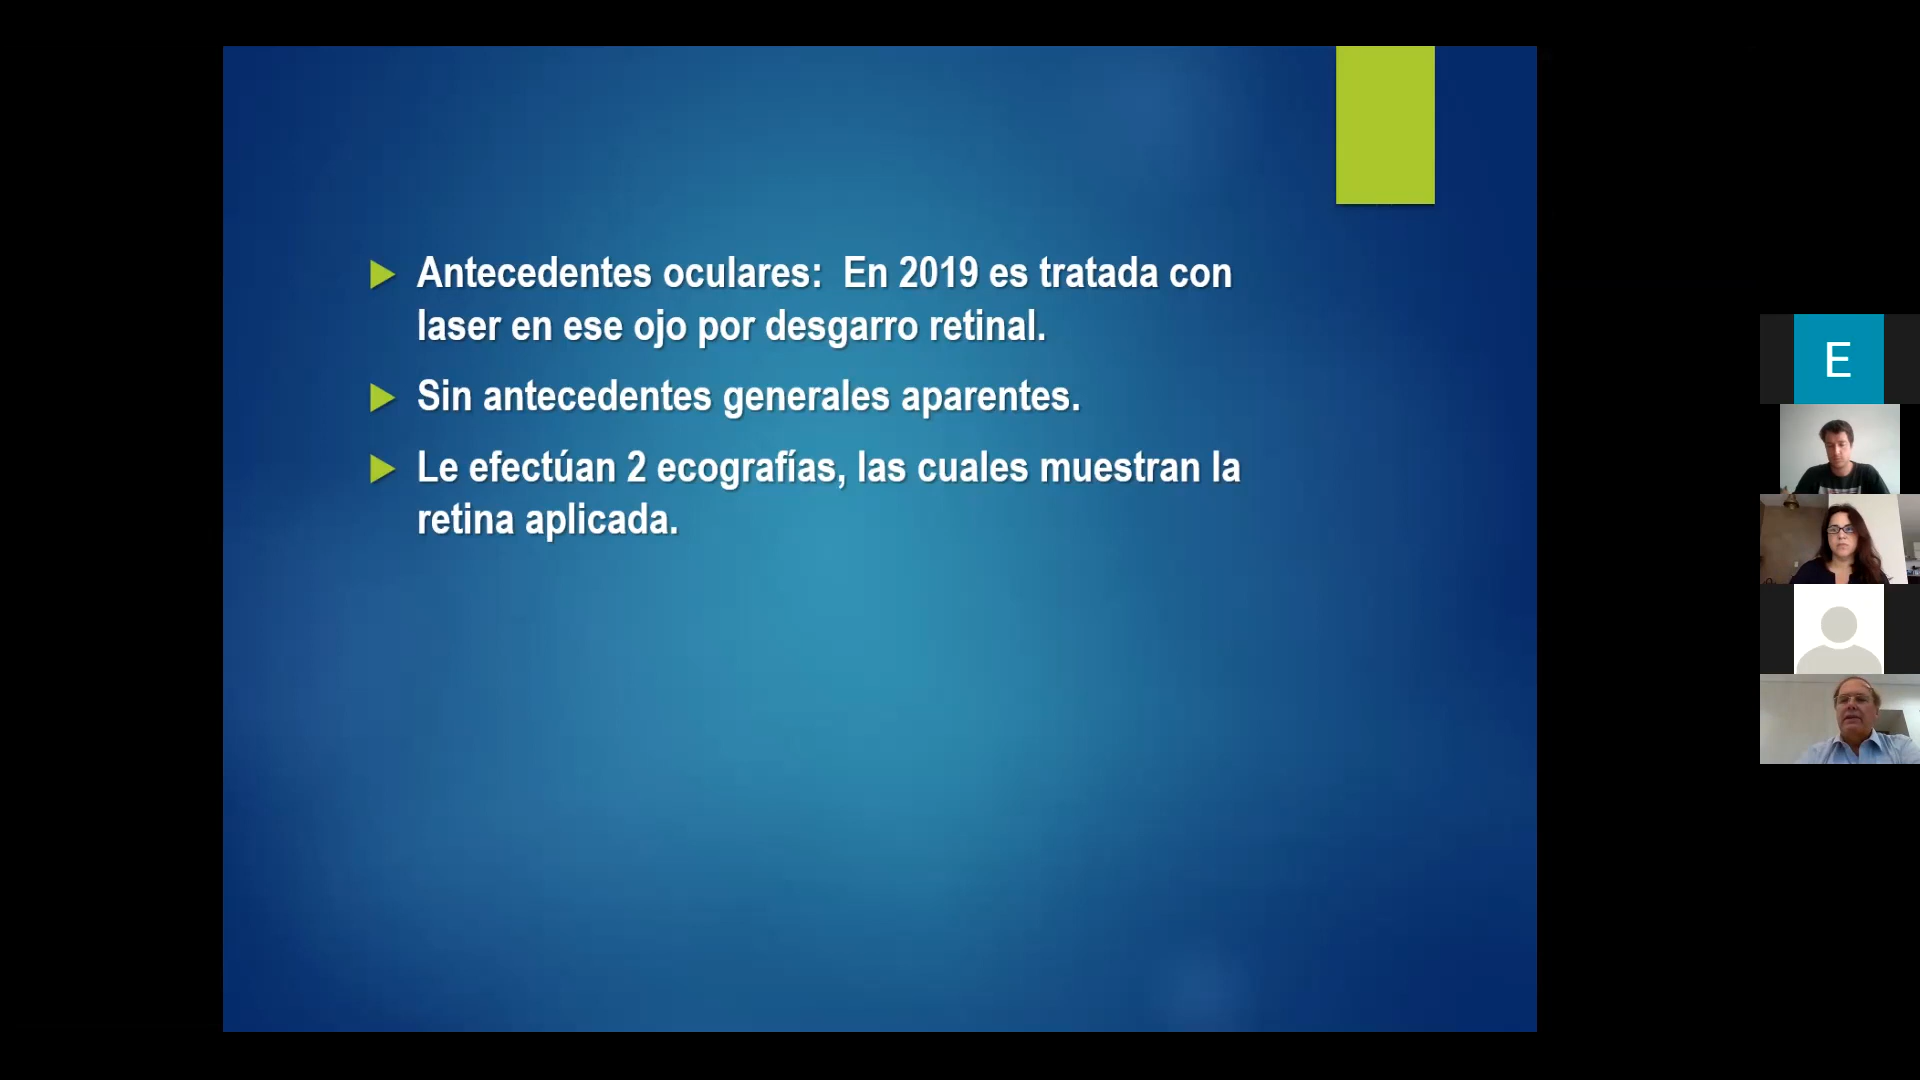 Antecedentes oculares:  En 2019 es tratada con
laser en ese ojo por desgarro retinal.
Sin antecedentes generales aparentes.
Le efectúan 2 ecografías, las cuales muestran la
retina aplicada.
E